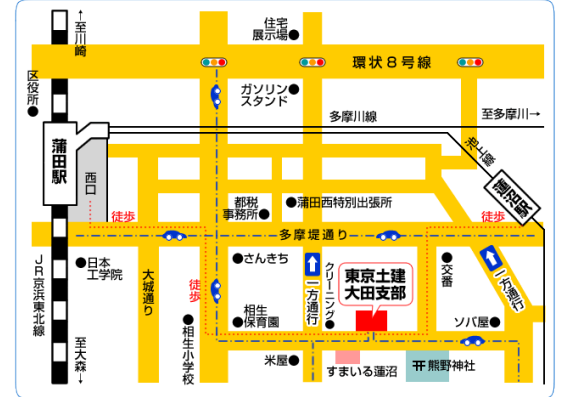 ←至川崎
住宅
展示場
環状8号線
区役所
ガソリン
スタンド
多摩川線
至多摩川→
池上線
蒲田駅
蓮沼駅
西口
都税
事務所
蒲田西特別出張所
徒歩
徒歩
多摩堤通り
JR京浜東北線
日本
工学院
大城通り
徒歩
さんきち
一方通行
クリーニング
東京土建
大田支部
交番
一方通行
相生
保育園
相生小学校
ソバ屋
至大森→
米屋
すまいる蓮沼
熊野神社